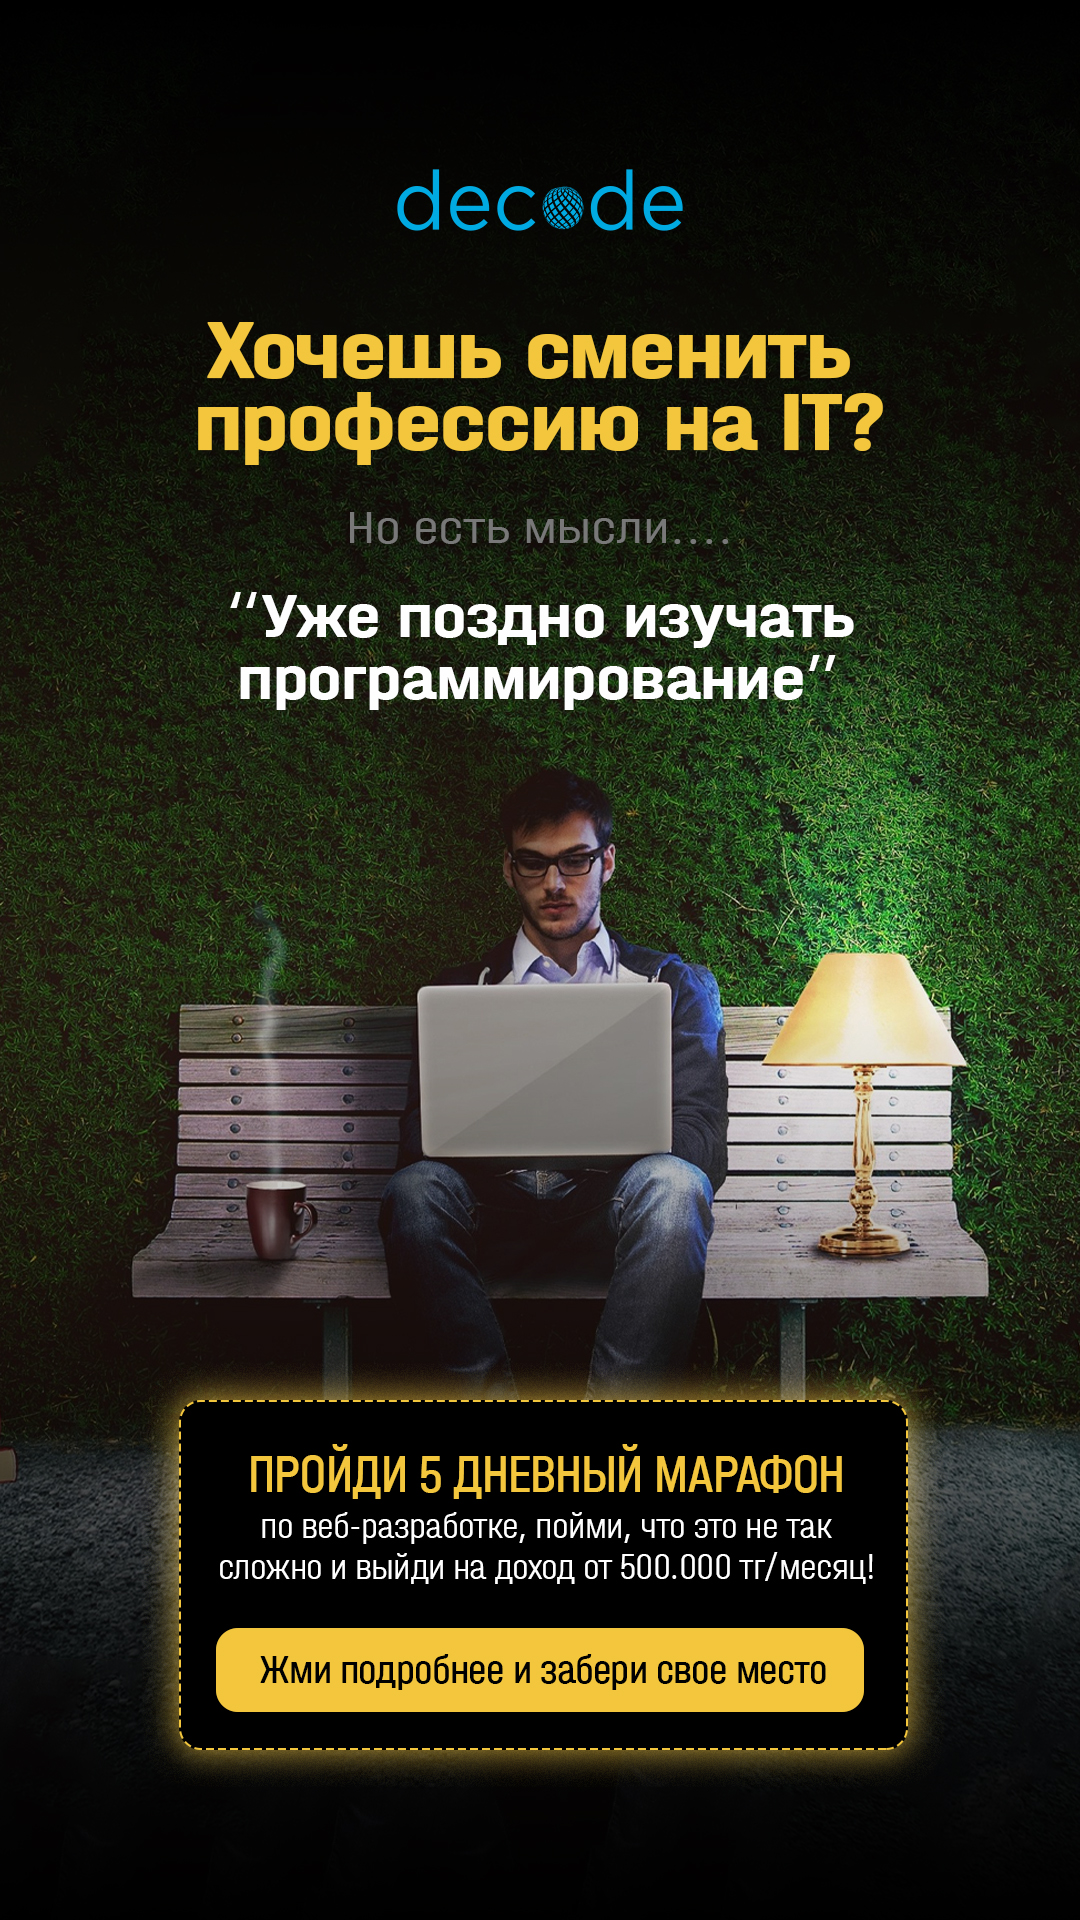 decode
Хочешь сменить
профессию на IT?
Но есть мысли....
“Уже поздно изучать
программирование”
ПРОЙДИ 5 ДНЕВНЫЙ МАРАФОН
по веб-разработке, пойми, что это не так
сложно и выйди на доход от 500.000 тг/месяц!
Жми подробнее и забери свое место